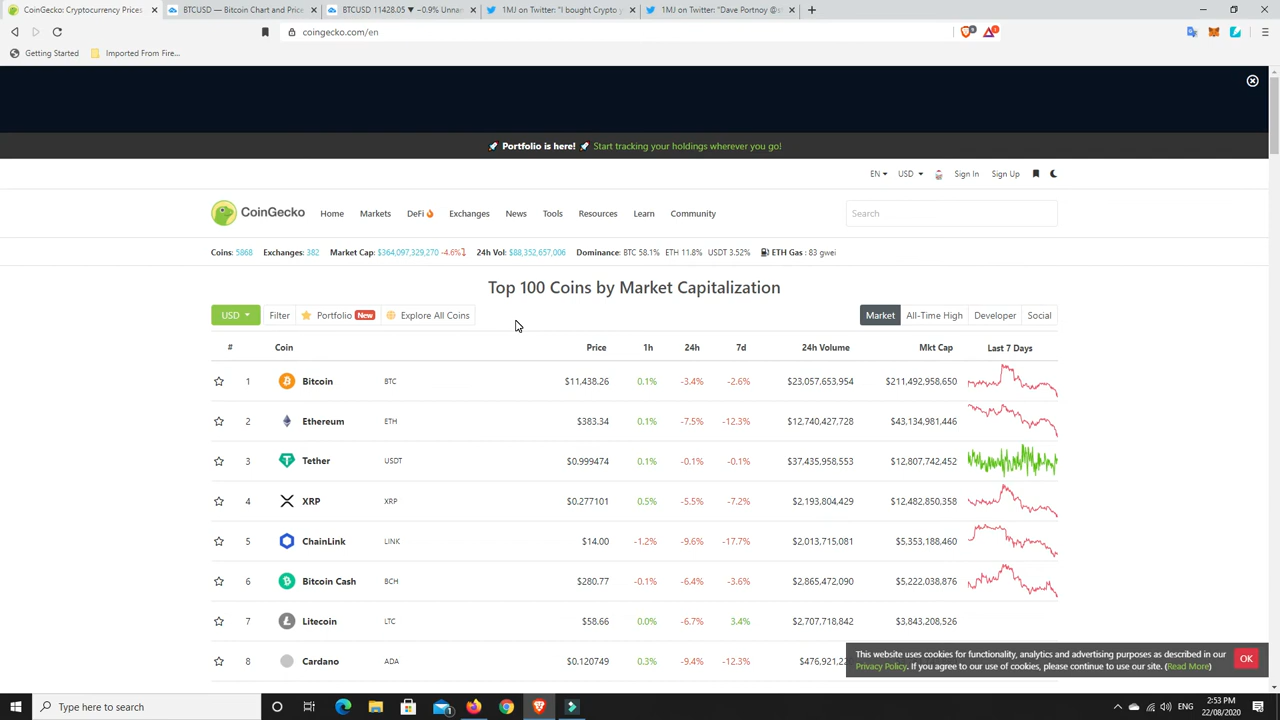 CoinGecko: Cryptocurrency Prices
BTCUSD — Bitcoin Chart and Price
BTCUSD 11428.05 ▼ −0.9% Unnam
1MJ on Twitter: "I bought Crypto y
1MJ on Twitter: "Dave Portnoy @s
coingecko.com/en
Getting Started
Imported From Fire...
Portfolio is here! Start tracking your holdings wherever you go!
EN USD Sign In Sign Up
CoinGecko Home Markets DeFi Exchanges News Tools Resources Learn Community Search
Coins: 5868 Exchanges: 382 Market Cap: $364,097,329,270 -4.6% 24h Vol: $88,352,657,006 Dominance: BTC 58.1% ETH 11.8% USDT 3.52% ETH Gas : 83 gwei
Top 100 Coins by Market Capitalization
USD Filter Portfolio New Explore All Coins Market All-Time High Developer Social
# Coin Price 1h 24h 7d 24h Volume Mkt Cap Last 7 Days
1 Bitcoin BTC $11,438.26 0.1% -3.4% -2.6% $23,057,653,954 $211,492,958,650
2 Ethereum ETH $383.34 0.1% -7.5% -12.3% $12,740,427,728 $43,134,981,446
3 Tether USDT $0.999474 0.1% -0.1% -0.1% $37,435,958,553 $12,807,742,452
4 XRP XRP $0.277101 0.5% -5.5% -7.2% $2,193,804,429 $12,482,850,358
5 ChainLink LINK $14.00 -1.2% -9.6% -17.7% $2,013,715,081 $5,353,188,460
6 Bitcoin Cash BCH $280.77 -0.1% -6.4% -3.6% $2,865,472,090 $5,222,038,876
7 Litecoin LTC $58.66 0.0% -6.7% 3.4% $2,707,718,842 $3,843,208,526
8 Cardano ADA $0.120749 0.3% -9.4% -12.3% $476,921,2
This website uses cookies for functionality, analytics and advertising purposes as described in our
Privacy Policy. If you agree to our use of cookies, please continue to use our site. (Read More)
OK
Type here to search
ENG
2:53 PM
22/08/2020